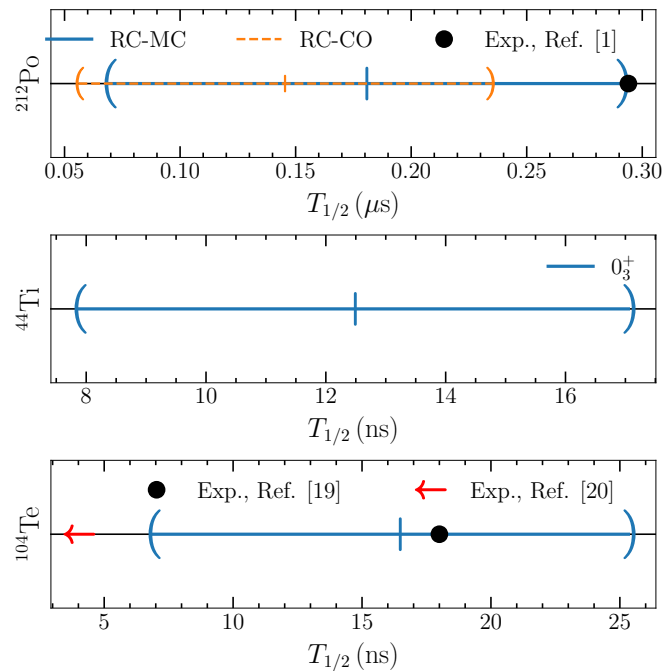 RC-MC RC-CO Exp., Ref. [1]
²¹²Po
0.05 0.10 0.15 0.20 0.25 0.30
T₁/₂ (μs)
0₃⁺
⁴⁴Ti
8 10 12 14 16
T₁/₂ (ns)
Exp., Ref. [19] Exp., Ref. [20]
¹⁰⁴Te
5 10 15 20 25
T₁/₂ (ns)